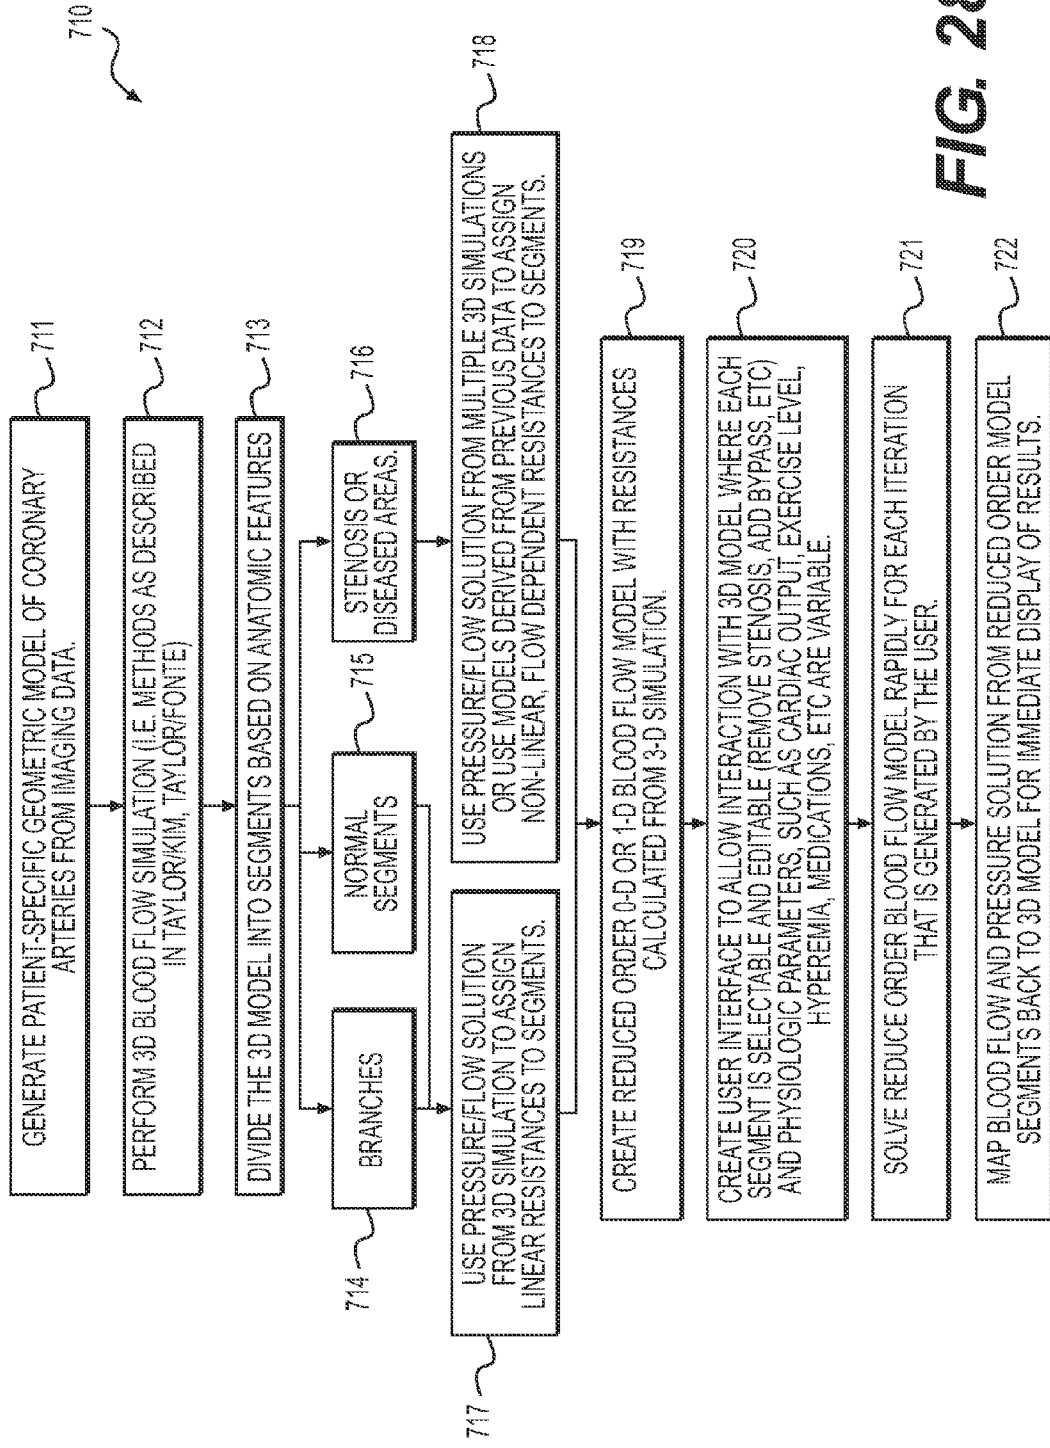 710
GENERATE PATIENT-SPECIFIC GEOMETRIC MODEL OF CORONARY
ARTERIES FROM IMAGING DATA.
711
PERFORM 3D BLOOD FLOW SIMULATION (I.E. METHODS AS DESCRIBED
IN TAYLOR/KIM, TAYLOR/FONTE)
712
DIVIDE THE 3D MODEL INTO SEGMENTS BASED ON ANATOMIC FEATURES
713
714
BRANCHES
NORMAL
SEGMENTS
715
STENOSIS OR
DISEASED AREAS.
716
717
USE PRESSURE/FLOW SOLUTION
FROM 3D SIMULATION TO ASSIGN
LINEAR RESISTANCES TO SEGMENTS.
USE PRESSURE/FLOW SOLUTION FROM MULTIPLE 3D SIMULATIONS
OR USE MODELS DERIVED FROM PREVIOUS DATA TO ASSIGN
NON-LINEAR, FLOW DEPENDENT RESISTANCES TO SEGMENTS.
718
CREATE REDUCED ORDER 0-D OR 1-D BLOOD FLOW MODEL WITH RESISTANCES
CALCULATED FROM 3-D SIMULATION.
719
CREATE USER INTERFACE TO ALLOW INTERACTION WITH 3D MODEL WHERE EACH
SEGMENT IS SELECTABLE AND EDITABLE (REMOVE STENOSIS, ADD BYPASS, ETC)
AND PHYSIOLOGIC PARAMETERS, SUCH AS CARDIAC OUTPUT, EXERCISE LEVEL,
HYPEREMIA, MEDICATIONS, ETC ARE VARIABLE.
720
SOLVE REDUCE ORDER BLOOD FLOW MODEL RAPIDLY FOR EACH ITERATION
THAT IS GENERATED BY THE USER.
721
MAP BLOOD FLOW AND PRESSURE SOLUTION FROM REDUCED ORDER MODEL
SEGMENTS BACK TO 3D MODEL FOR IMMEDIATE DISPLAY OF RESULTS.
722
FIG. 28